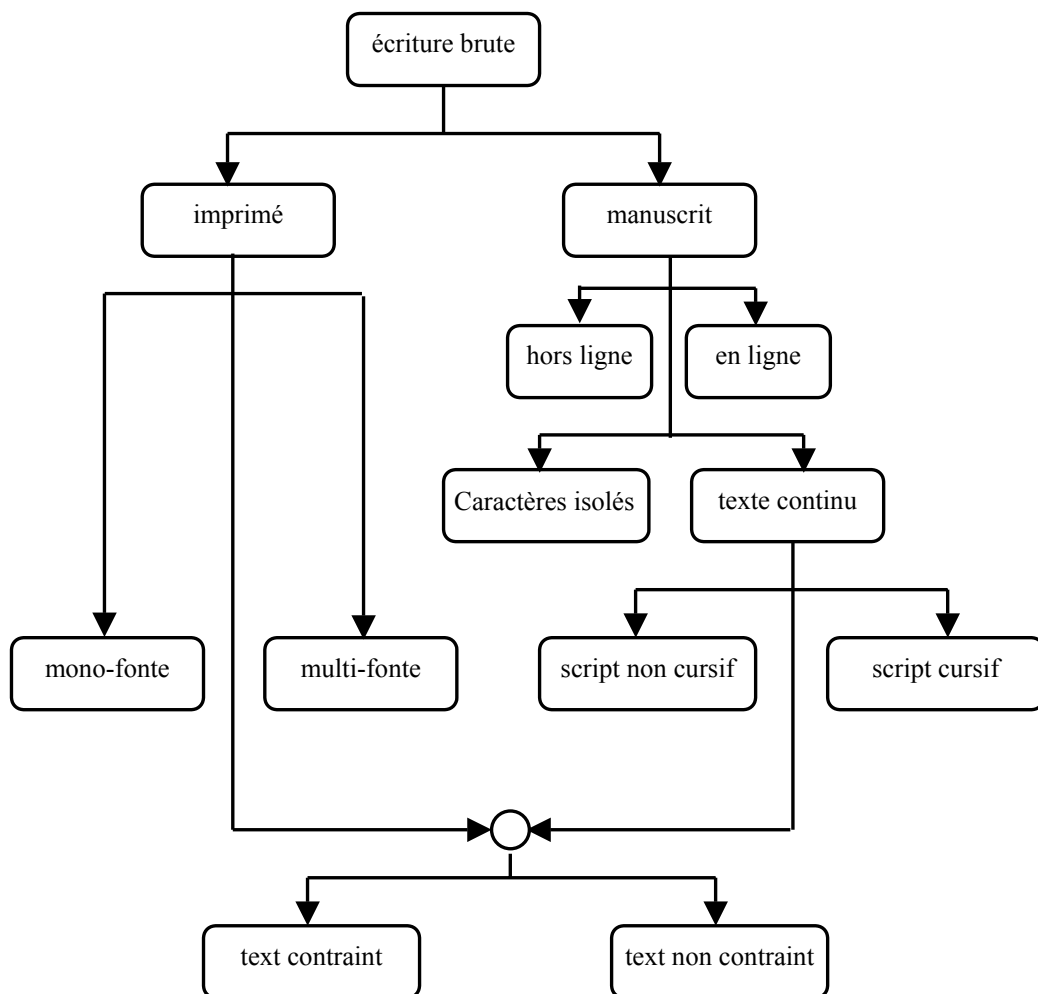 écriture brute
imprimé
manuscrit
hors ligne
en ligne
Caractères isolés
texte continu
mono-fonte
multi-fonte
script non cursif
script cursif
text contraint
text non contraint